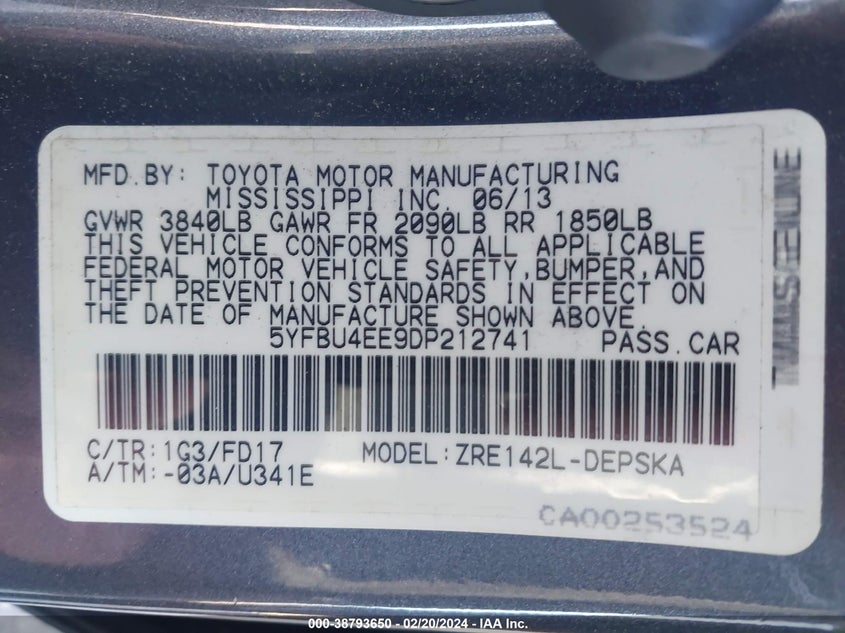 MFD.BY: TOYOTA MOTOR MANUFACTURING
MISSISSIPPI INC. 06/13
GVWR 3840LB GAWR FR 2090LB RR 1850LB
THIS VEHICLE CONFORMS TO ALL APPLICABLE
FEDERAL MOTOR VEHICLE SAFETY,BUMPER,AND
THEFT PREVENTION STANDARDS IN EFFECT ON
THE DATE OF MANUFACTURE SHOWN ABOVE.
5YFBU4EE9DP212741 PASS.CAR
C/TR:1G3/FD17 MODEL:ZRE142L-DEPSKA
A/TM:-03A/U341E
CA00253524
000-38793650 - 02/20/2024 - IAA Inc.